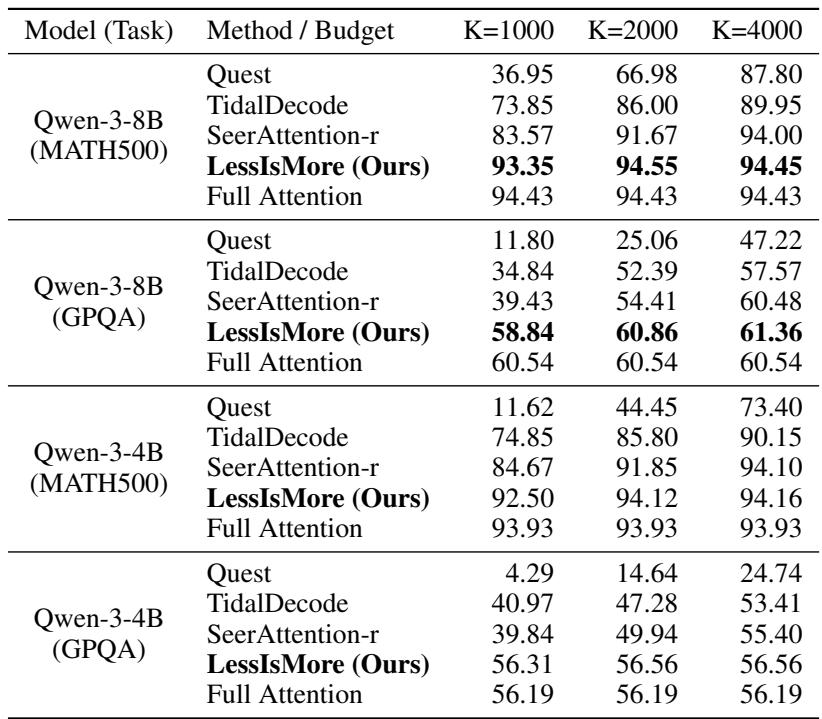 Model (Task) Method / Budget K=1000 K=2000 K=4000
Qwen-3-8B (MATH500)
Quest 36.95 66.98 87.80
TidalDecode 73.85 86.00 89.95
SeerAttention-r 83.57 91.67 94.00
LessIsMore (Ours) 93.35 94.55 94.45
Full Attention 94.43 94.43 94.43
Qwen-3-8B (GPQA)
Quest 11.80 25.06 47.22
TidalDecode 34.84 52.39 57.57
SeerAttention-r 39.43 54.41 60.48
LessIsMore (Ours) 58.84 60.86 61.36
Full Attention 60.54 60.54 60.54
Qwen-3-4B (MATH500)
Quest 11.62 44.45 73.40
TidalDecode 74.85 85.80 90.15
SeerAttention-r 84.67 91.85 94.10
LessIsMore (Ours) 92.50 94.12 94.16
Full Attention 93.93 93.93 93.93
Qwen-3-4B (GPQA)
Quest 4.29 14.64 24.74
TidalDecode 40.97 47.28 53.41
SeerAttention-r 39.84 49.94 55.40
LessIsMore (Ours) 56.31 56.56 56.56
Full Attention 56.19 56.19 56.19